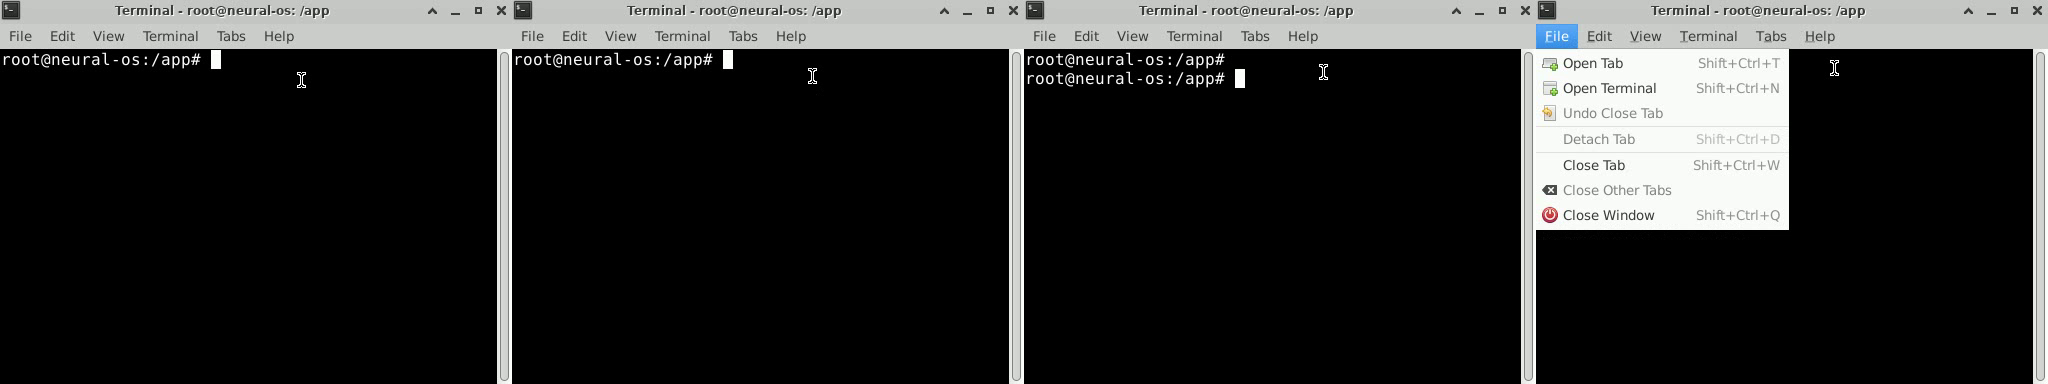 Terminal - root@neural-os: /app
File Edit View Terminal Tabs Help
root@neural-os:/app#
Terminal - root@neural-os: /app
File Edit View Terminal Tabs Help
root@neural-os:/app#
Terminal - root@neural-os: /app
File Edit View Terminal Tabs Help
root@neural-os:/app#
root@neural-os:/app#
Terminal - root@neural-os: /app
File Edit View Terminal Tabs Help
Open Tab Shift+Ctrl+T
Open Terminal Shift+Ctrl+N
Undo Close Tab
Detach Tab Shift+Ctrl+D
Close Tab Shift+Ctrl+W
Close Other Tabs
Close Window Shift+Ctrl+Q